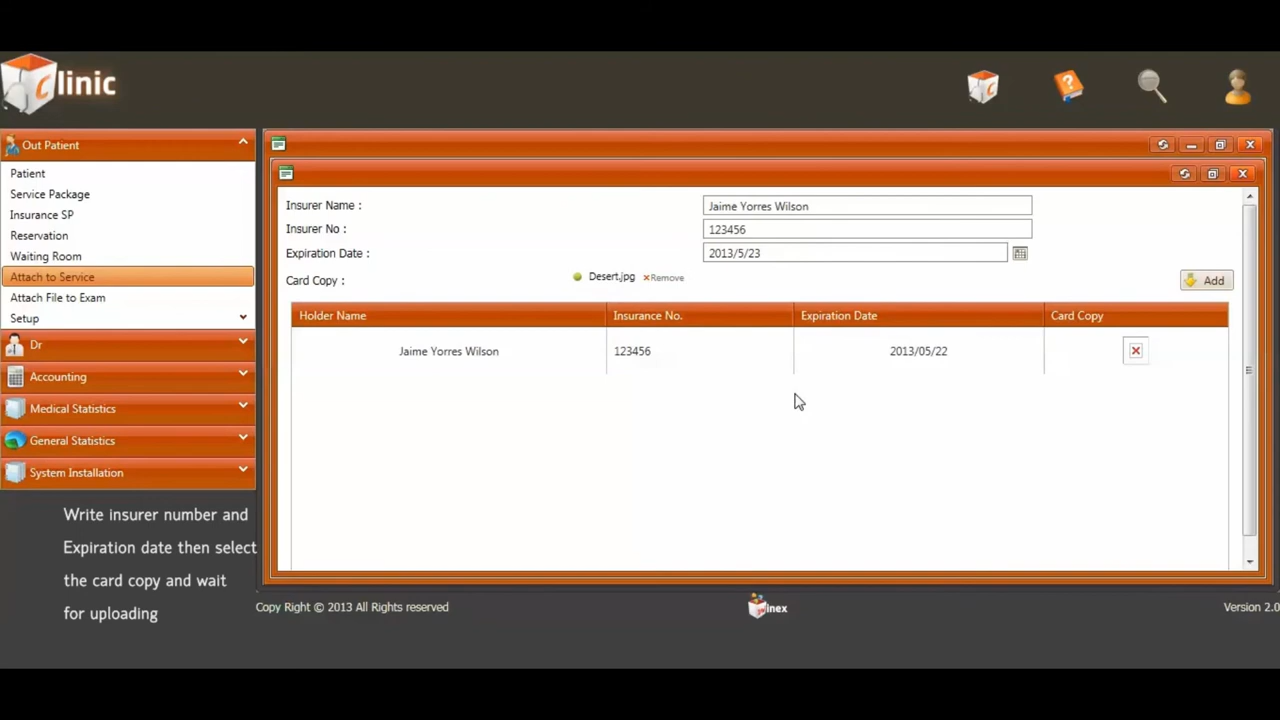 Clinic
Out Patient
Patient
Service Package
Insurance SP
Reservation
Waiting Room
Attach to Service
Attach File to Exam
Setup
Dr
Accounting
Medical Statistics
General Statistics
System Installation
Write insurer number and
Expiration date then select
the card copy and wait
for uploading
Insurer Name :
Jaime Yorres Wilson
Insurer No :
123456
Expiration Date :
2013/5/23
Card Copy :
Desert.jpg
Remove
Add
Holder Name Insurance No. Expiration Date Card Copy
Jaime Yorres Wilson 123456 2013/05/22
Copy Right © 2013 All Rights reserved
inex
Version 2.0